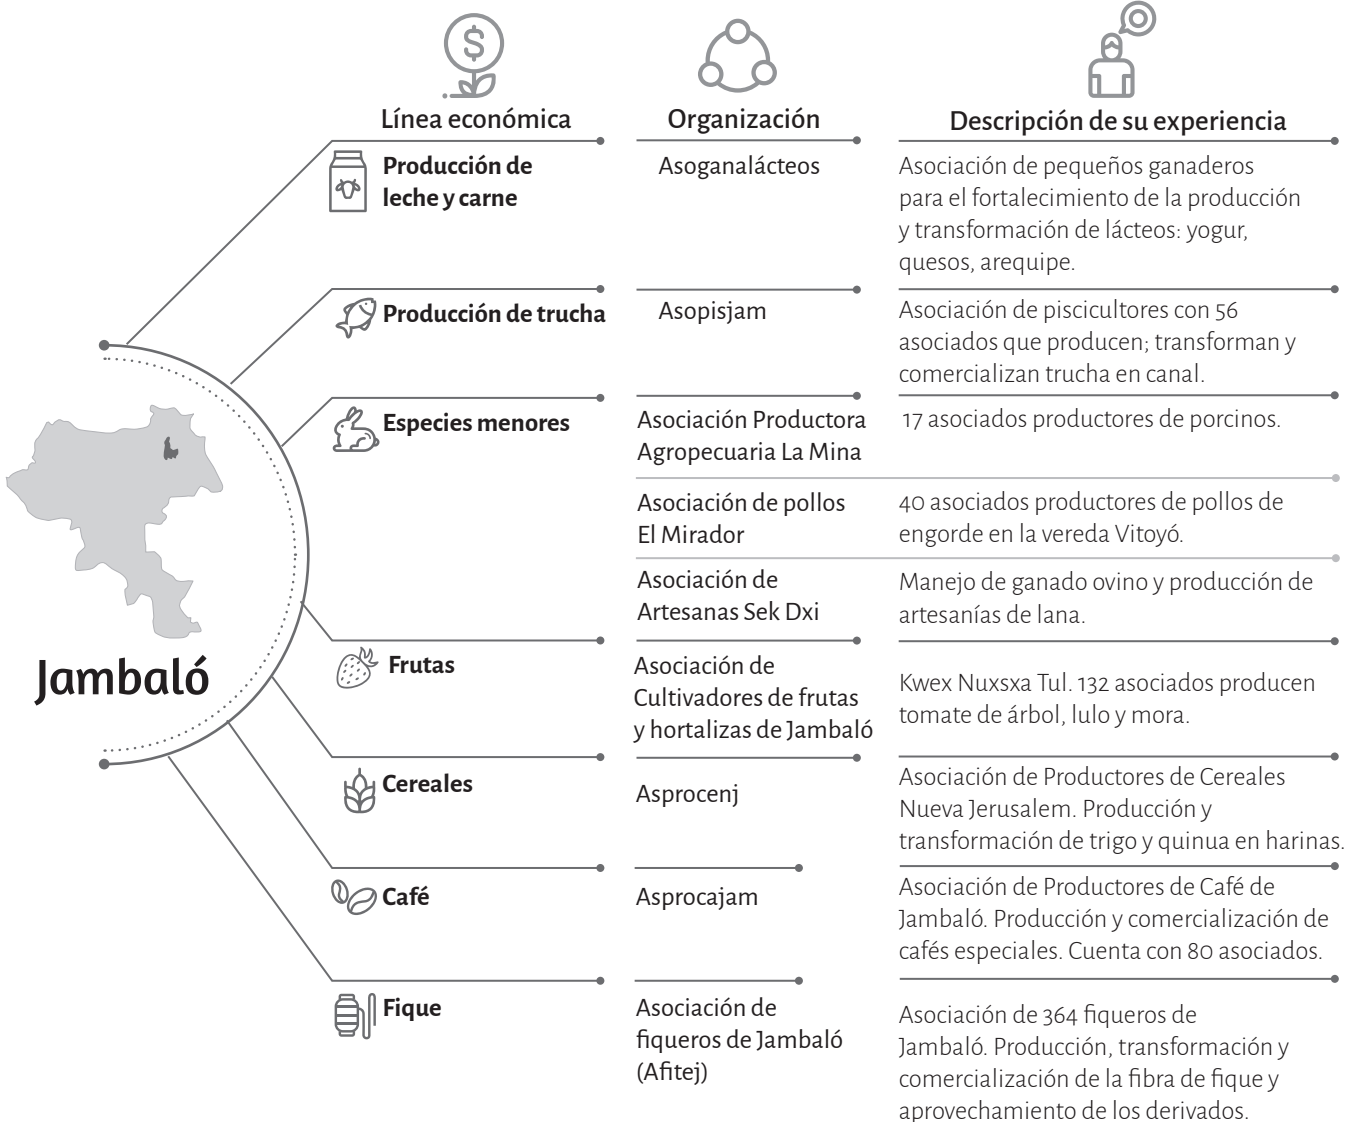 $
Línea económica
Organización
Descripción de su experiencia
Producción de
leche y carne
Asoganalácteos
Asociación de pequeños ganaderos
para el fortalecimiento de la producción
y transformación de lácteos: yogur,
quesos, arequipe.
Producción de trucha
Asopisjam
Asociación de piscicultores con 56
asociados que producen; transforman y
comercializan trucha en canal.
Especies menores
Asociación Productora
Agropecuaria La Mina
17 asociados productores de porcinos.
Asociación de pollos
El Mirador
40 asociados productores de pollos de
engorde en la vereda Vitoyó.
Asociación de
Artesanas Sek Dxi
Manejo de ganado ovino y producción de
artesanías de lana.
Jambaló
Frutas
Asociación de
Cultivadores de frutas
y hortalizas de Jambaló
Kwex Nuxsxa Tul. 132 asociados producen
tomate de árbol, lulo y mora.
Cereales
Asprocenj
Asociación de Productores de Cereales
Nueva Jerusalem. Producción y
transformación de trigo y quinua en harinas.
Café
Asprocajam
Asociación de Productores de Café de
Jambaló. Producción y comercialización de
cafés especiales. Cuenta con 80 asociados.
Fique
Asociación de
fiqueros de Jambaló
(Afitej)
Asociación de 364 fiqueros de
Jambaló. Producción, transformación y
comercialización de la fibra de fique y
aprovechamiento de los derivados.